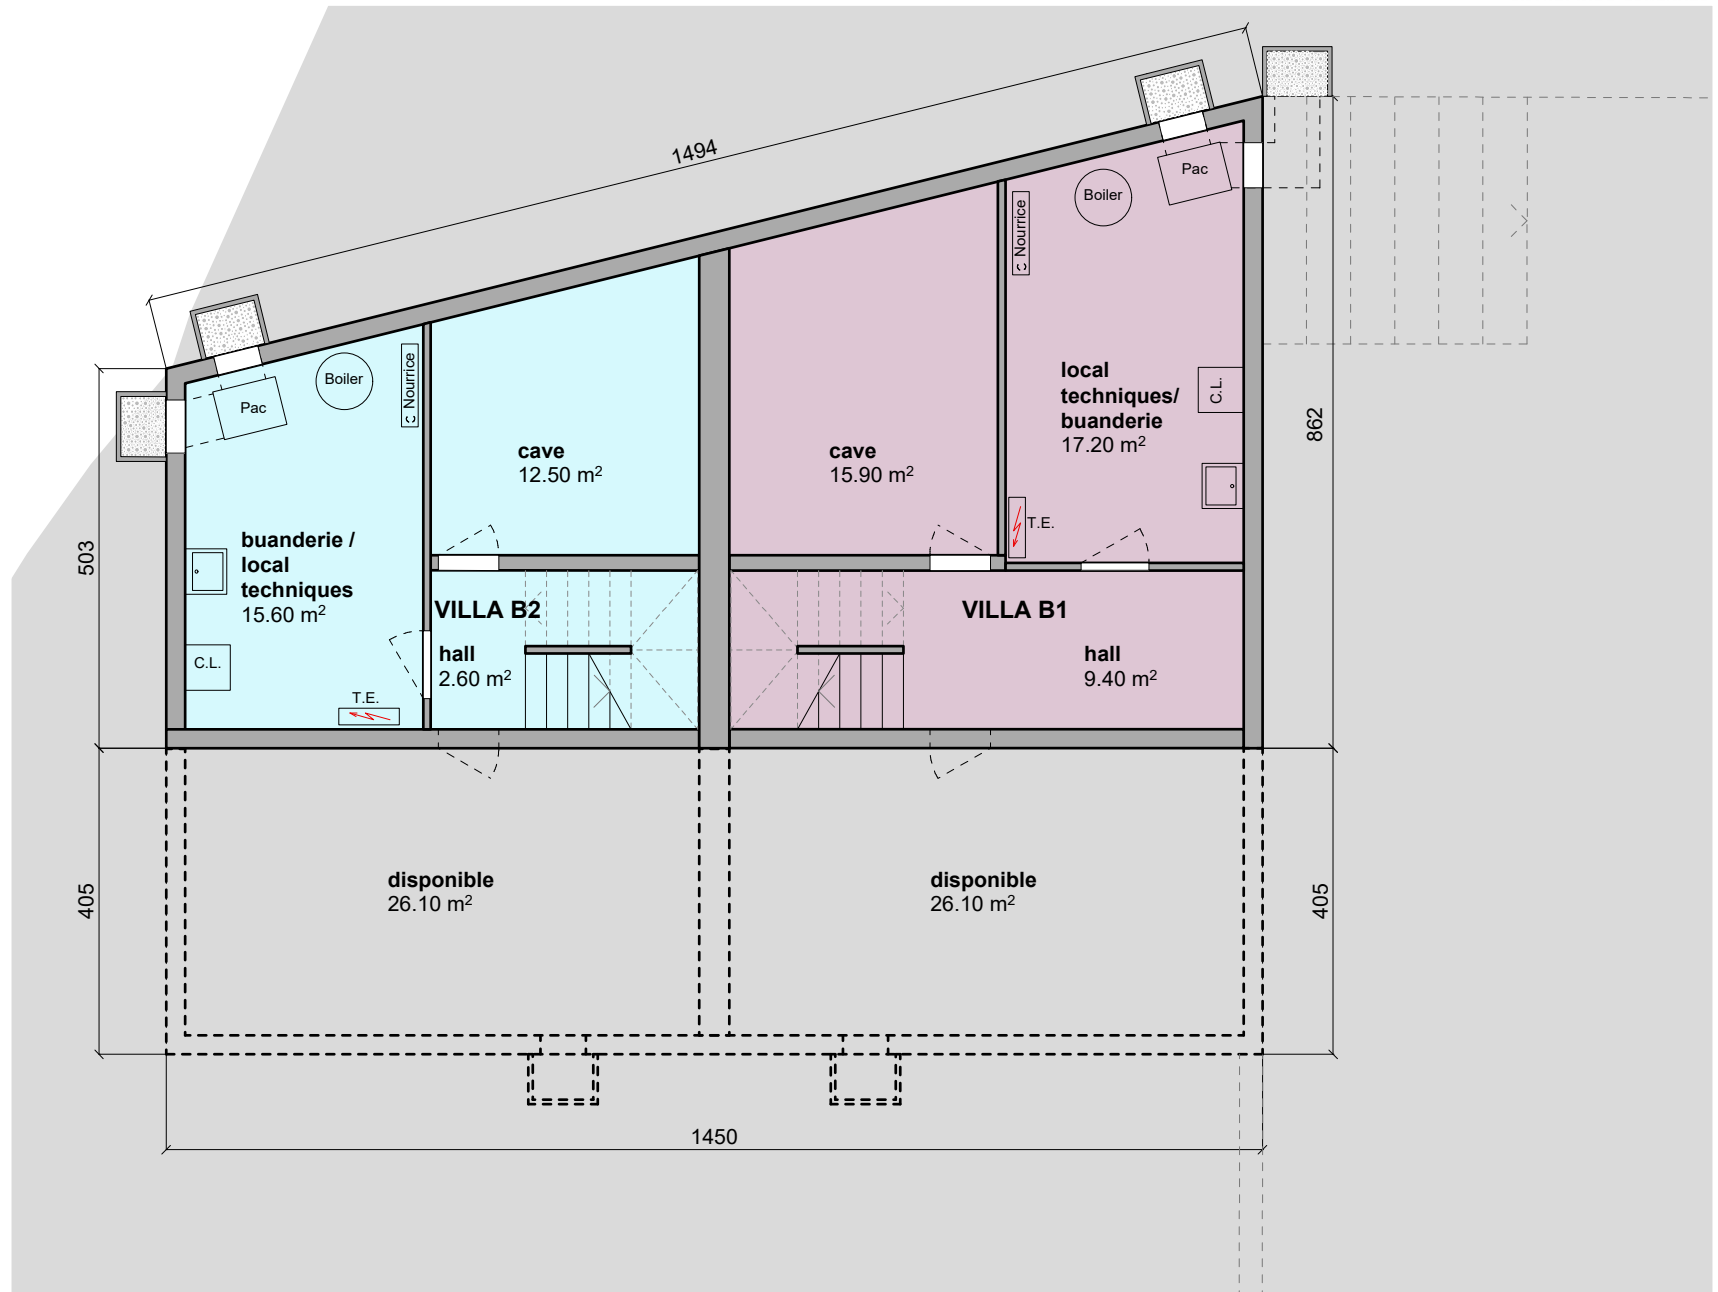 1494
Pac
Boiler
Nourrice
local
techniques/
buanderie
17.20 m²
C.L.
862
T.E.
Boiler
Nourrice
Pac
cave
12.50 m²
cave
15.90 m²
503
buanderie /
local
techniques
15.60 m²
C.L.
T.E.
VILLA B2
hall
2.60 m²
VILLA B1
hall
9.40 m²
405
disponible
26.10 m²
disponible
26.10 m²
405
1450